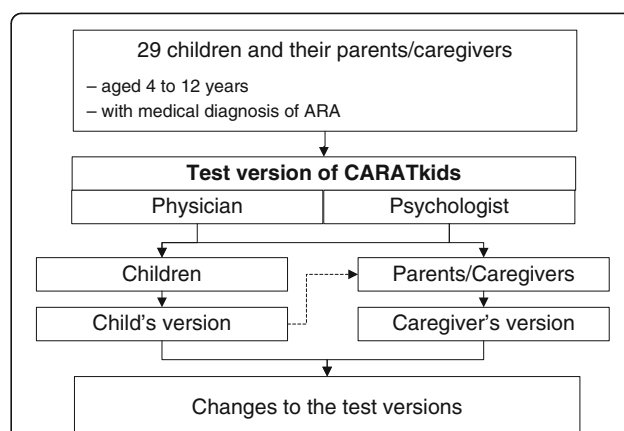 29 children and their parents/caregivers
– aged 4 to 12 years
– with medical diagnosis of ARA
Test version of CARATkids
Physician
Psychologist
Children
Parents/Caregivers
Child's version
Caregiver's version
Changes to the test versions